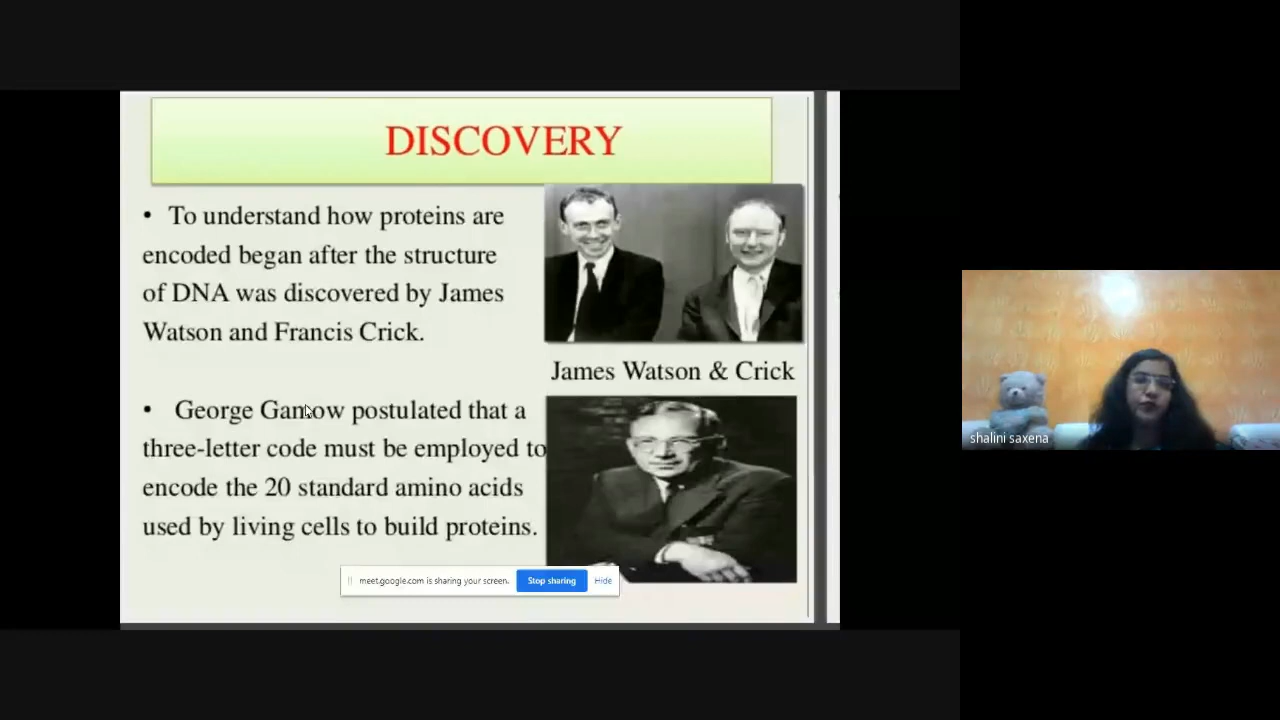 DISCOVERY
• To understand how proteins are
encoded began after the structure
of DNA was discovered by James
Watson and Francis Crick.
James Watson & Crick
• George Gamow postulated that a
three-letter code must be employed to
encode the 20 standard amino acids
used by living cells to build proteins.
meet.google.com is sharing your screen.
Stop sharing
Hide
shalini saxena